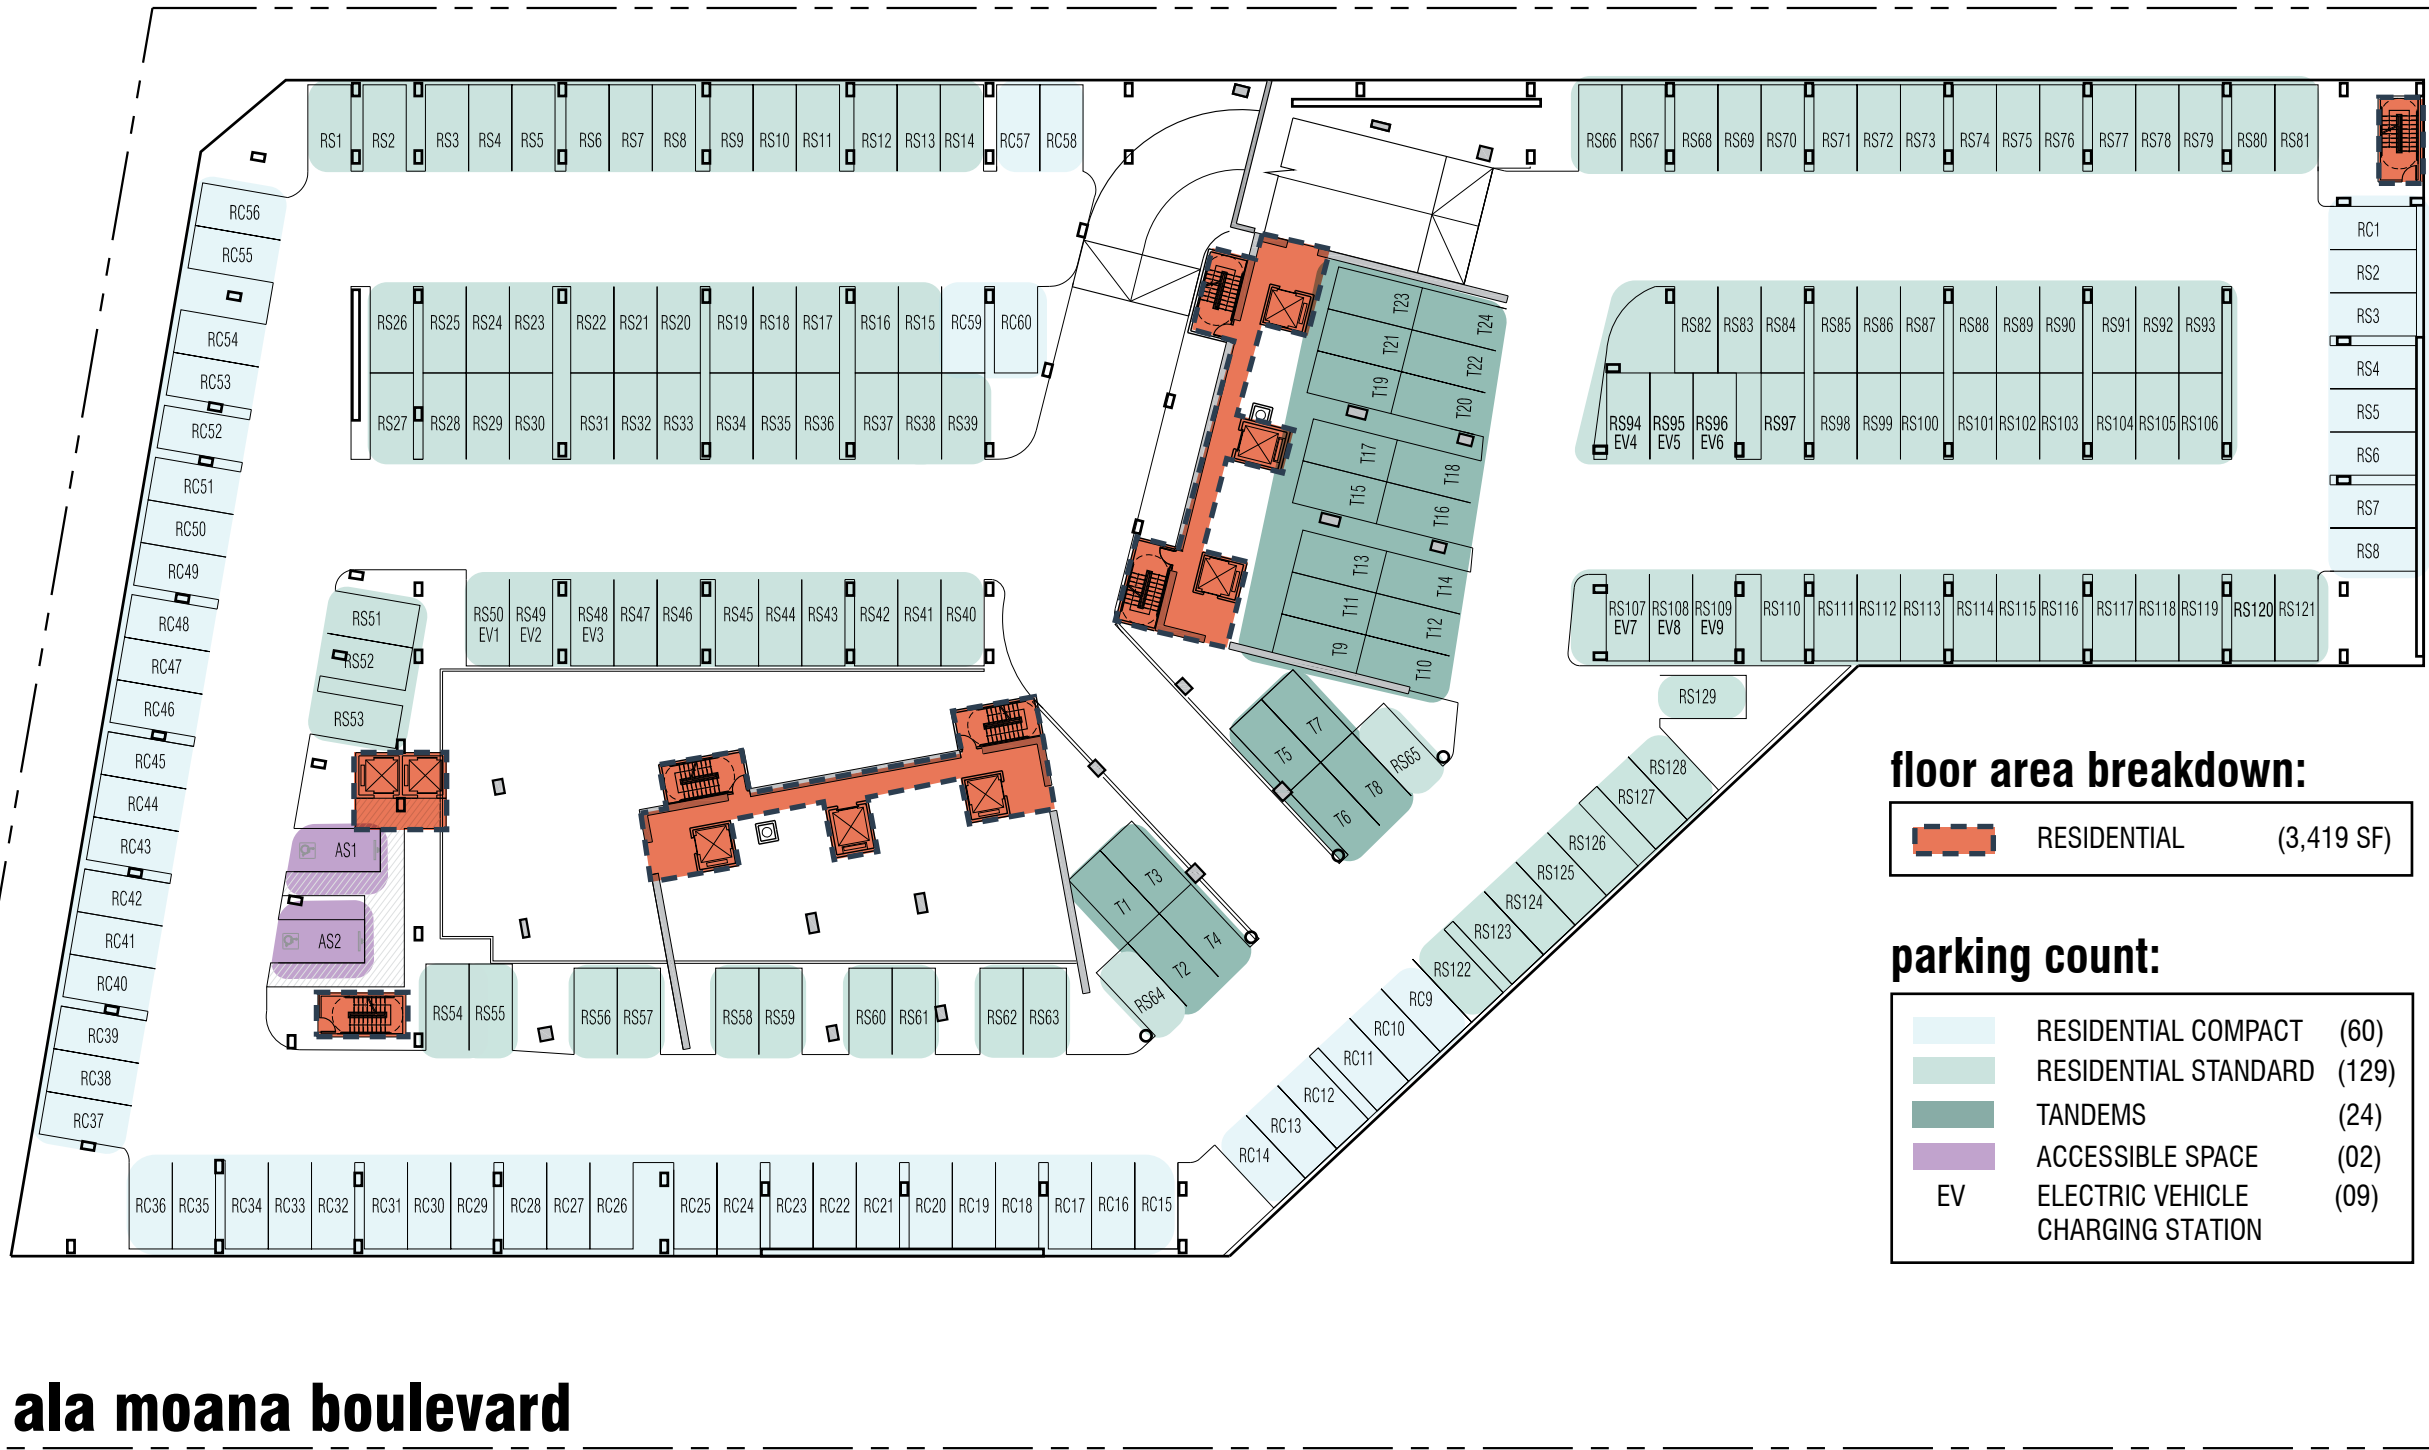 RS1 RS2 RS3 RS4 RS5 RS6 RS7 RS8 RS9 RS10 RS11 RS12 RS13 RS14 RC57 RC58
RS66 RS67 RS68 RS69 RS70 RS71 RS72 RS73 RS74 RS75 RS76 RS77 RS78 RS79 RS80 RS81
RC56
RC55
RC54
RC53
RC52
RC51
RC50
RC49
RC48
RC47
RC46
RC45
RC44
RC43
RC42
RC41
RC40
RC39
RC38
RC37
RS26 RS25 RS24 RS23 RS22 RS21 RS20 RS19 RS18 RS17 RS16 RS15 RC59 RC60
RS27 RS28 RS29 RS30 RS31 RS32 RS33 RS34 RS35 RS36 RS37 RS38 RS39
T23 T24
T21 T22
T19 T20
T17 T18
T15 T16
T13 T14
T11 T12
T9 T10
RS82 RS83 RS84 RS85 RS86 RS87 RS88 RS89 RS90 RS91 RS92 RS93
RS94 RS95 RS96 RS97 RS98 RS99 RS100 RS101 RS102 RS103 RS104 RS105 RS106
EV4 EV5 EV6
RC1
RS2
RS3
RS4
RS5
RS6
RS7
RS8
RS50 RS49 RS48 RS47 RS46 RS45 RS44 RS43 RS42 RS41 RS40
EV1 EV2 EV3
RS107 RS108 RS109 RS110 RS111 RS112 RS113 RS114 RS115 RS116 RS117 RS118 RS119 RS120 RS121
EV7 EV8 EV9
RS51
RS52
RS53
AS1
AS2
T7
T5
T8
T6
RS65
T3
T1
T4
T2
RS64
RS54 RS55 RS56 RS57 RS58 RS59 RS60 RS61 RS62 RS63
RS129
RS128
RS127
RS126
RS125
RS124
RS123
RS122
RC9
RC10
RC11
RC12
RC13
RC14
RC36 RC35 RC34 RC33 RC32 RC31 RC30 RC29 RC28 RC27 RC26 RC25 RC24 RC23 RC22 RC21 RC20 RC19 RC18 RC17 RC16 RC15
floor area breakdown:
RESIDENTIAL (3,419 SF)
parking count:
RESIDENTIAL COMPACT (60)
RESIDENTIAL STANDARD (129)
TANDEMS (24)
ACCESSIBLE SPACE (02)
EV ELECTRIC VEHICLE (09)
CHARGING STATION
ala moana boulevard